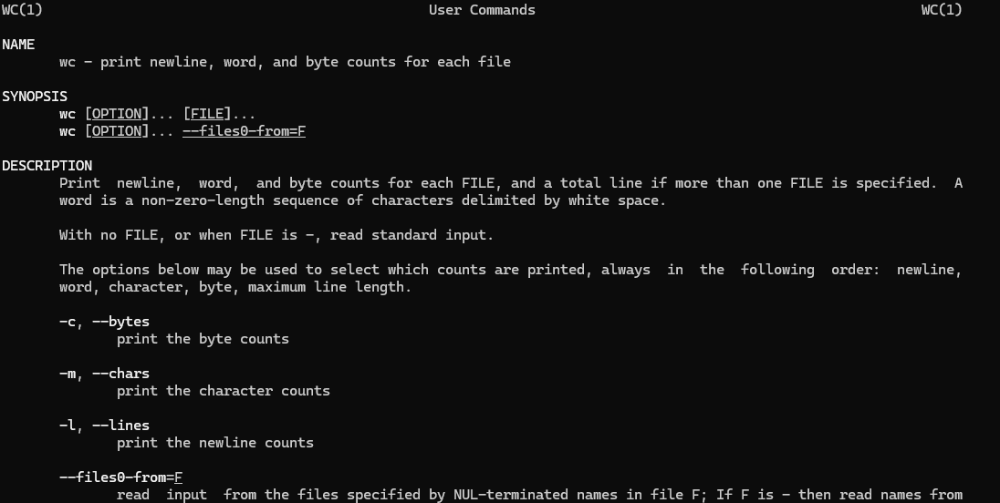 WC(1) User Commands WC(1)
NAME
wc - print newline, word, and byte counts for each file
SYNOPSIS
wc [OPTION]... [FILE]...
wc [OPTION]... --files0-from=F
DESCRIPTION
Print newline, word, and byte counts for each FILE, and a total line if more than one FILE is specified. A
word is a non-zero-length sequence of characters delimited by white space.
With no FILE, or when FILE is -, read standard input.
The options below may be used to select which counts are printed, always in the following order: newline,
word, character, byte, maximum line length.
-c, --bytes
print the byte counts
-m, --chars
print the character counts
-l, --lines
print the newline counts
--files0-from=F
read input from the files specified by NUL-terminated names in file F; If F is - then read names from